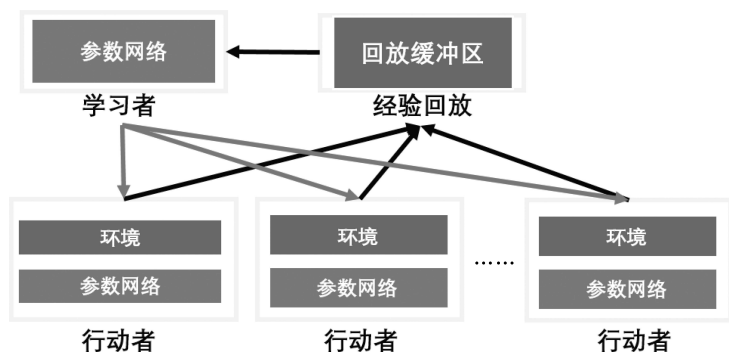 参数网络
回放缓冲区
学习者
经验回放
环境
环境
环境
参数网络
参数网络
参数网络
......
行动者
行动者
行动者